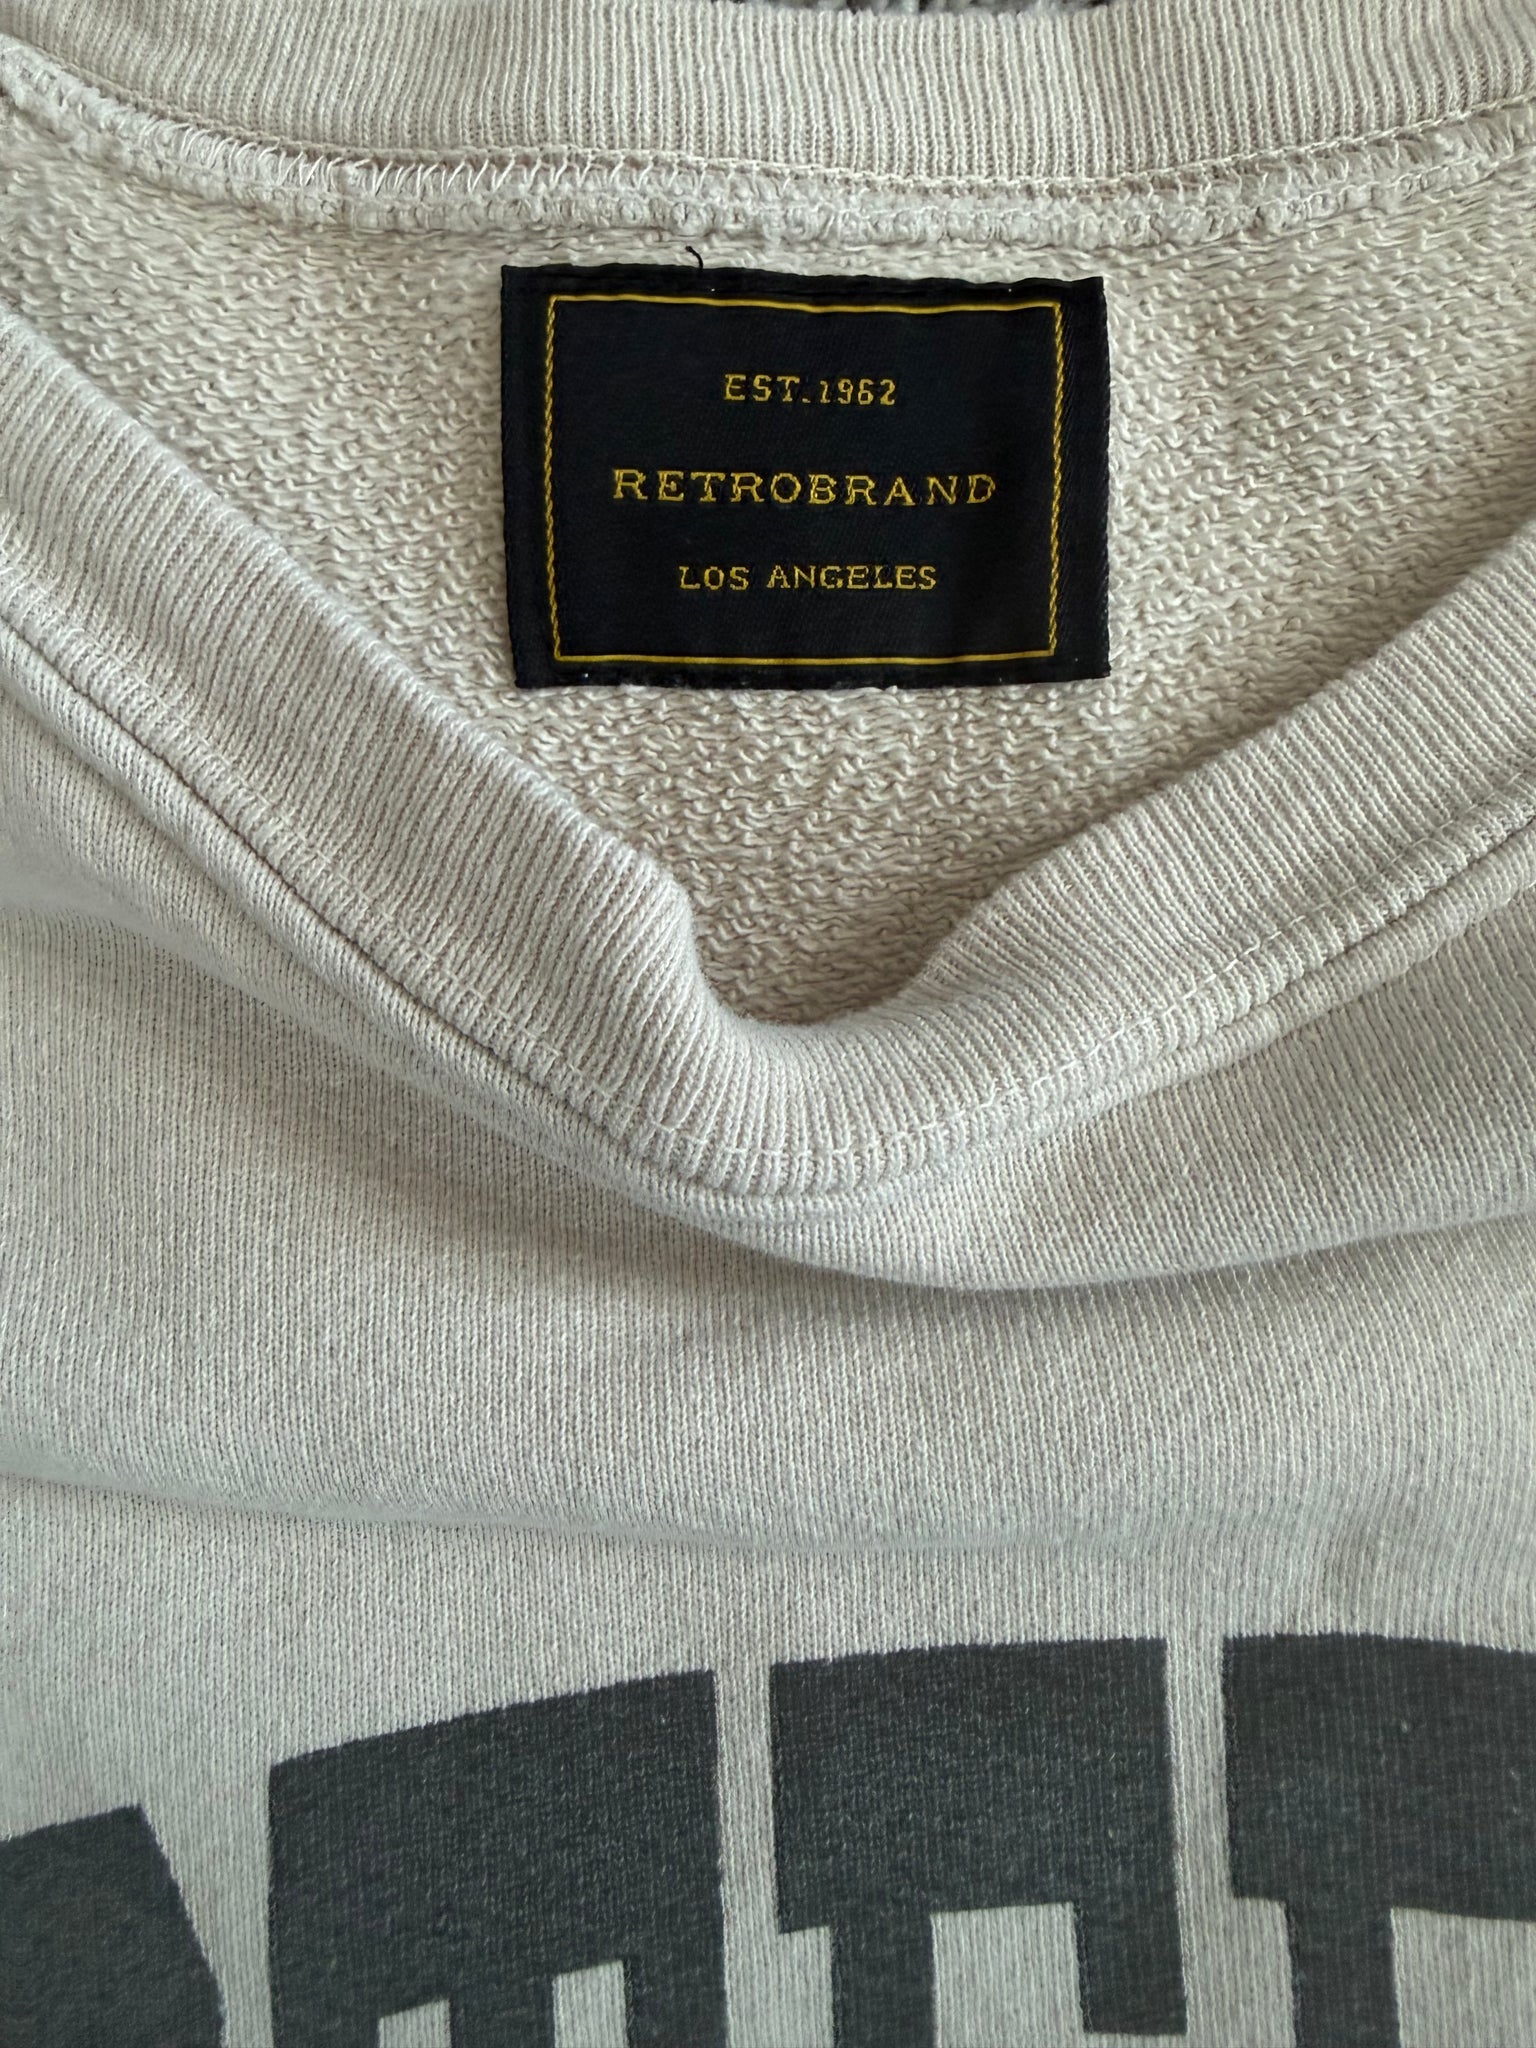 EST. 1962
RETROBRAND
LOS ANGELES